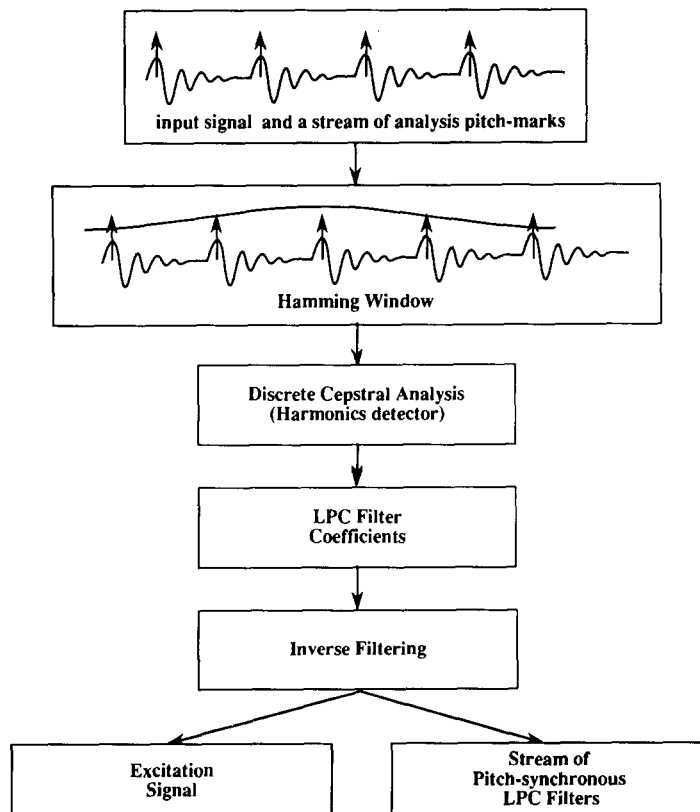 input signal and a stream of analysis pitch-marks
Hamming Window
Discrete Cepstral Analysis
(Harmonics detector)
LPC Filter
Coefficients
Inverse Filtering
Excitation
Signal
Stream of
Pitch-synchronous
LPC Filters